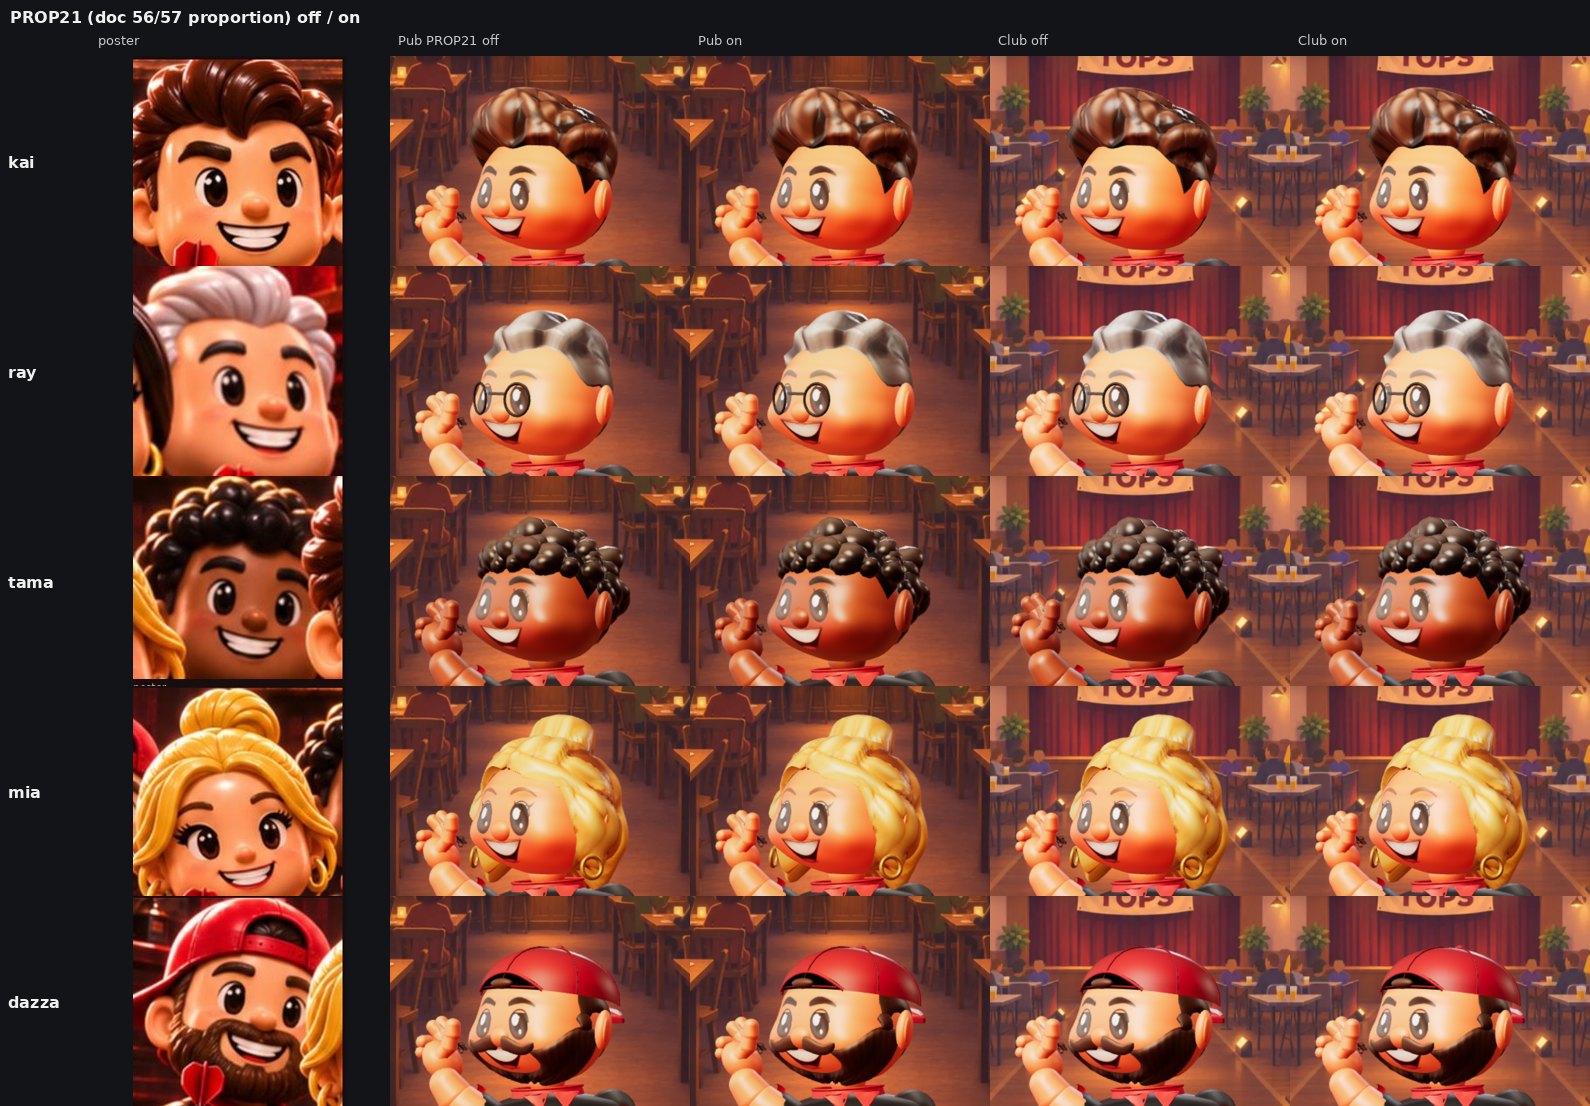 PROP21 (doc 56/57 proportion) off / on
poster Pub PROP21 off Pub on Club off Club on
kai
TOPS TOPS
ray
TOPS TOPS
tama
TOPS TOPS
poster
mia
TOPS TOPS
dazza
TOPS TOPS